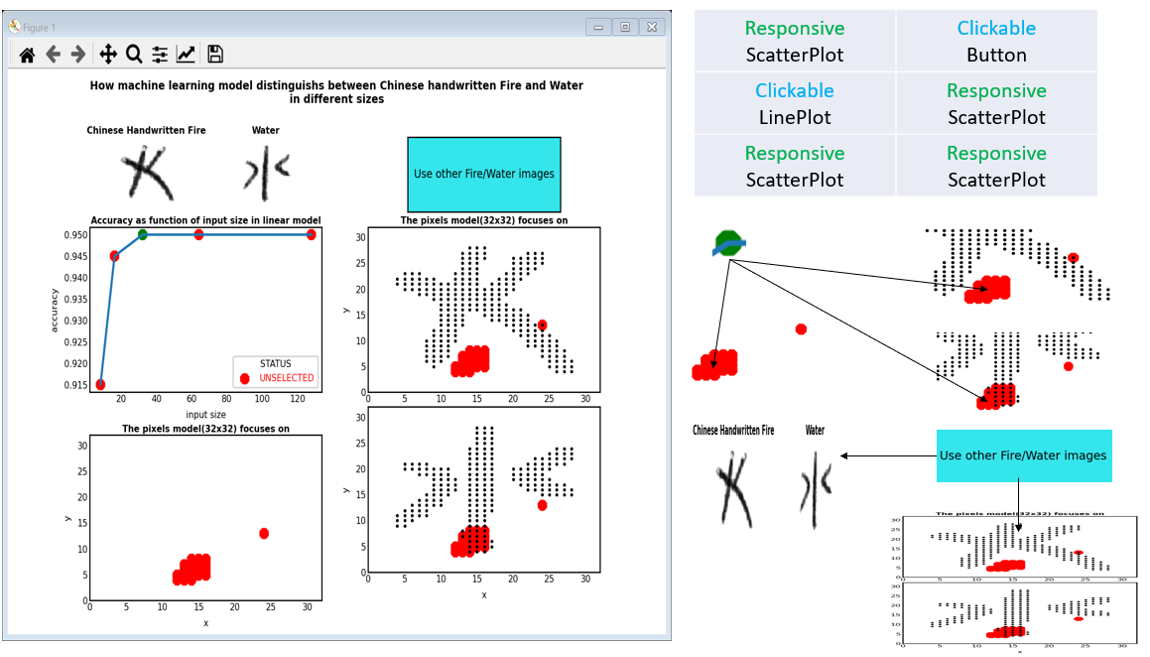 Figure 1
How machine learning model distinguishs between Chinese handwritten Fire and Water
in different sizes
Chinese Handwritten Fire
Water
火
水
Use other Fire/Water images
Accuracy as function of input size in linear model
0.950
0.945
0.940
0.935
0.930
0.925
0.920
0.915
accuracy
STATUS
UNSELECTED
20 40 60 80 100 120
input size
The pixels model(32x32) focuses on
30
25
20
15
10
5
0
y
0 5 10 15 20 25 30
The pixels model(32x32) focuses on
30
25
20
15
10
5
0
y
0 5 10 15 20 25 30
x
30
25
20
15
10
5
0
y
0 5 10 15 20 25 30
x
Responsive
ScatterPlot
Clickable
Button
Clickable
LinePlot
Responsive
ScatterPlot
Responsive
ScatterPlot
Responsive
ScatterPlot
Chinese Handwritten Fire
Water
火
水
Use other Fire/Water images
The pixels model(32x32) focuses on
30
25
20
15
10
5
0
0 5 10 15 20 25 30
30
25
20
15
10
5
0
0 5 10 15 20 25 30
x